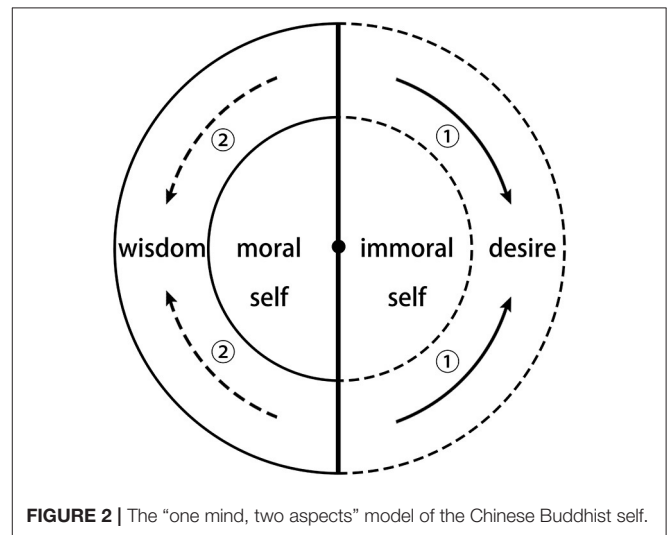 ② ①
wisdom moral immoral desire
self self
② ①
FIGURE 2 | The “one mind, two aspects” model of the Chinese Buddhist self.